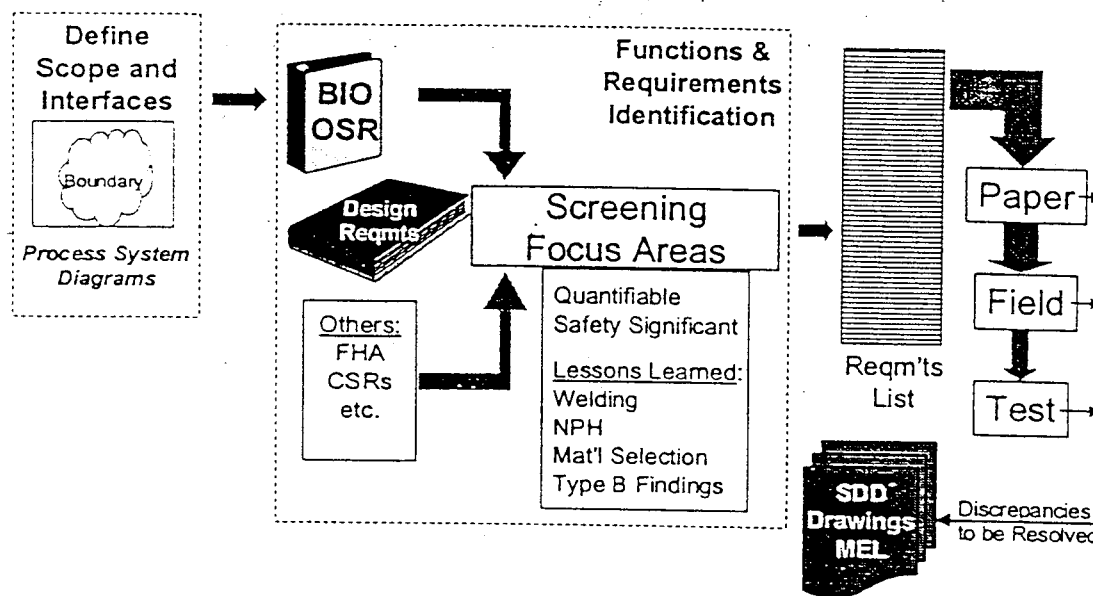 Define
Scope and
Interfaces
Boundary
Process System
Diagrams
BIO
OSR
Design
Reqmts
Others:
FHA
CSRs
etc.
Functions &
Requirements
Identification
Screening
Focus Areas
Quantifiable
Safety Significant
Lessons Learned:
Welding
NPH
Mat'l Selection
Type B Findings
Reqm'ts
List
Paper
Field
Test
SDD
Drawings
MEL
Discrepancies
to be Resolved